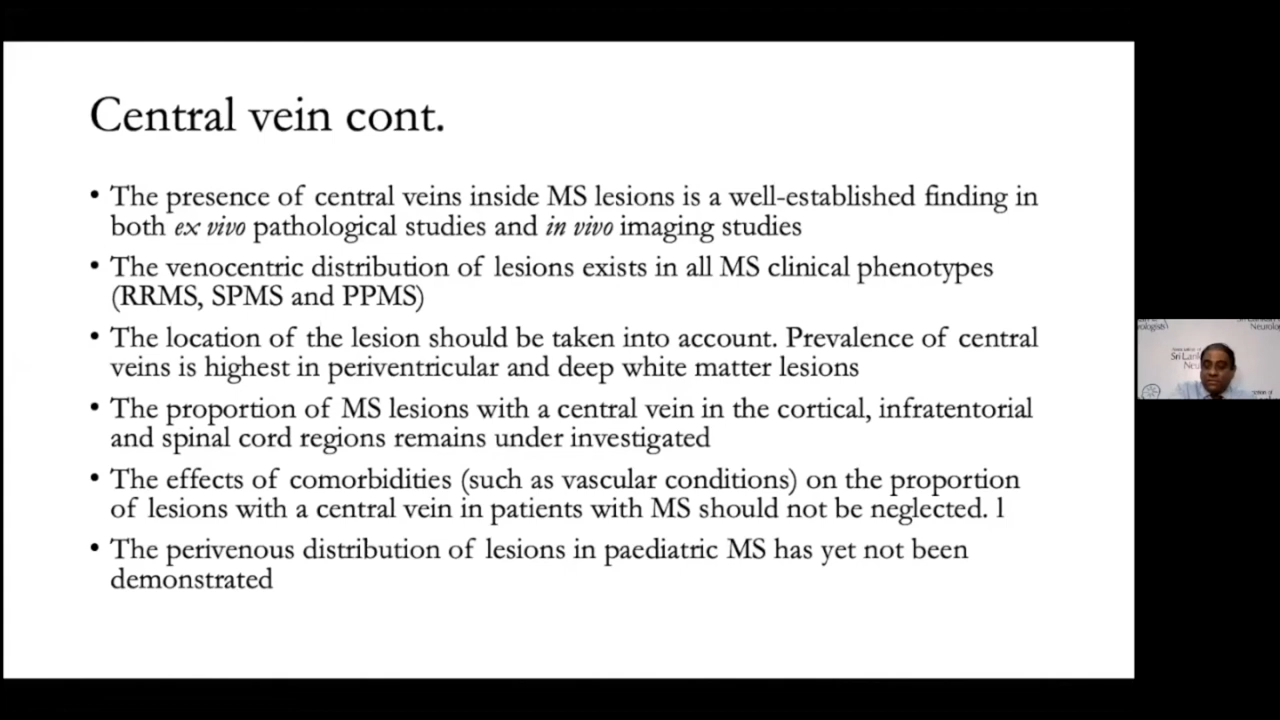 Central vein cont.
• The presence of central veins inside MS lesions is a well-established finding in
both ex vivo pathological studies and in vivo imaging studies
• The venocentric distribution of lesions exists in all MS clinical phenotypes
(RRMS, SPMS and PPMS)
• The location of the lesion should be taken into account. Prevalence of central
veins is highest in periventricular and deep white matter lesions
• The proportion of MS lesions with a central vein in the cortical, infratentorial
and spinal cord regions remains under investigated
• The effects of comorbidities (such as vascular conditions) on the proportion
of lesions with a central vein in patients with MS should not be neglected. l
• The perivenous distribution of lesions in paediatric MS has yet not been
demonstrated
Sri Lank
Neu